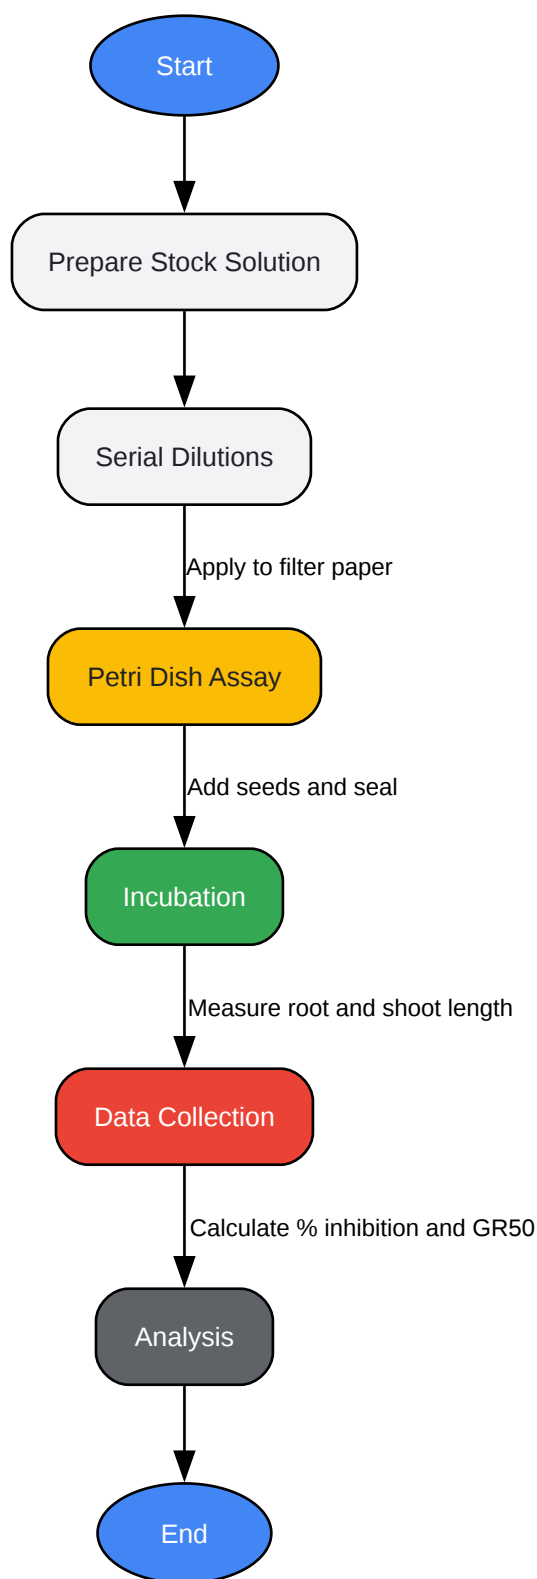 Start
Prepare Stock Solution
Serial Dilutions
Apply to filter paper
Petri Dish Assay
Add seeds and seal
Incubation
Measure root and shoot length
Data Collection
Calculate % inhibition and GR50
Analysis
End